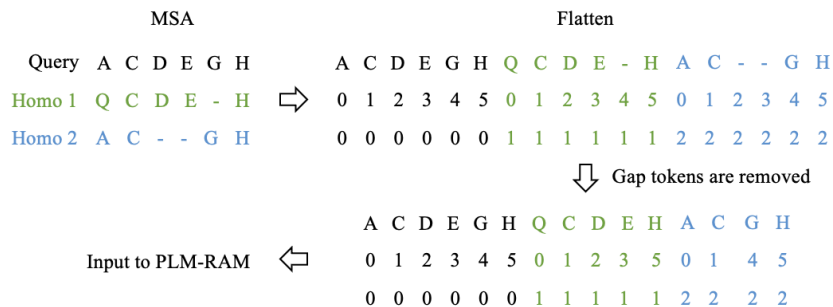 MSA Flatten
Query A C D E G H A C D E G H Q C D E - H A C - - G H
Homo 1 Q C D E - H 0 1 2 3 4 5 0 1 2 3 4 5 0 1 2 3 4 5
Homo 2 A C - - G H 0 0 0 0 0 0 1 1 1 1 1 1 2 2 2 2 2 2
Gap tokens are removed
A C D E G H Q C D E H A C G H
Input to PLM-RAM 0 1 2 3 4 5 0 1 2 3 5 0 1 4 5
0 0 0 0 0 0 1 1 1 1 1 2 2 2 2